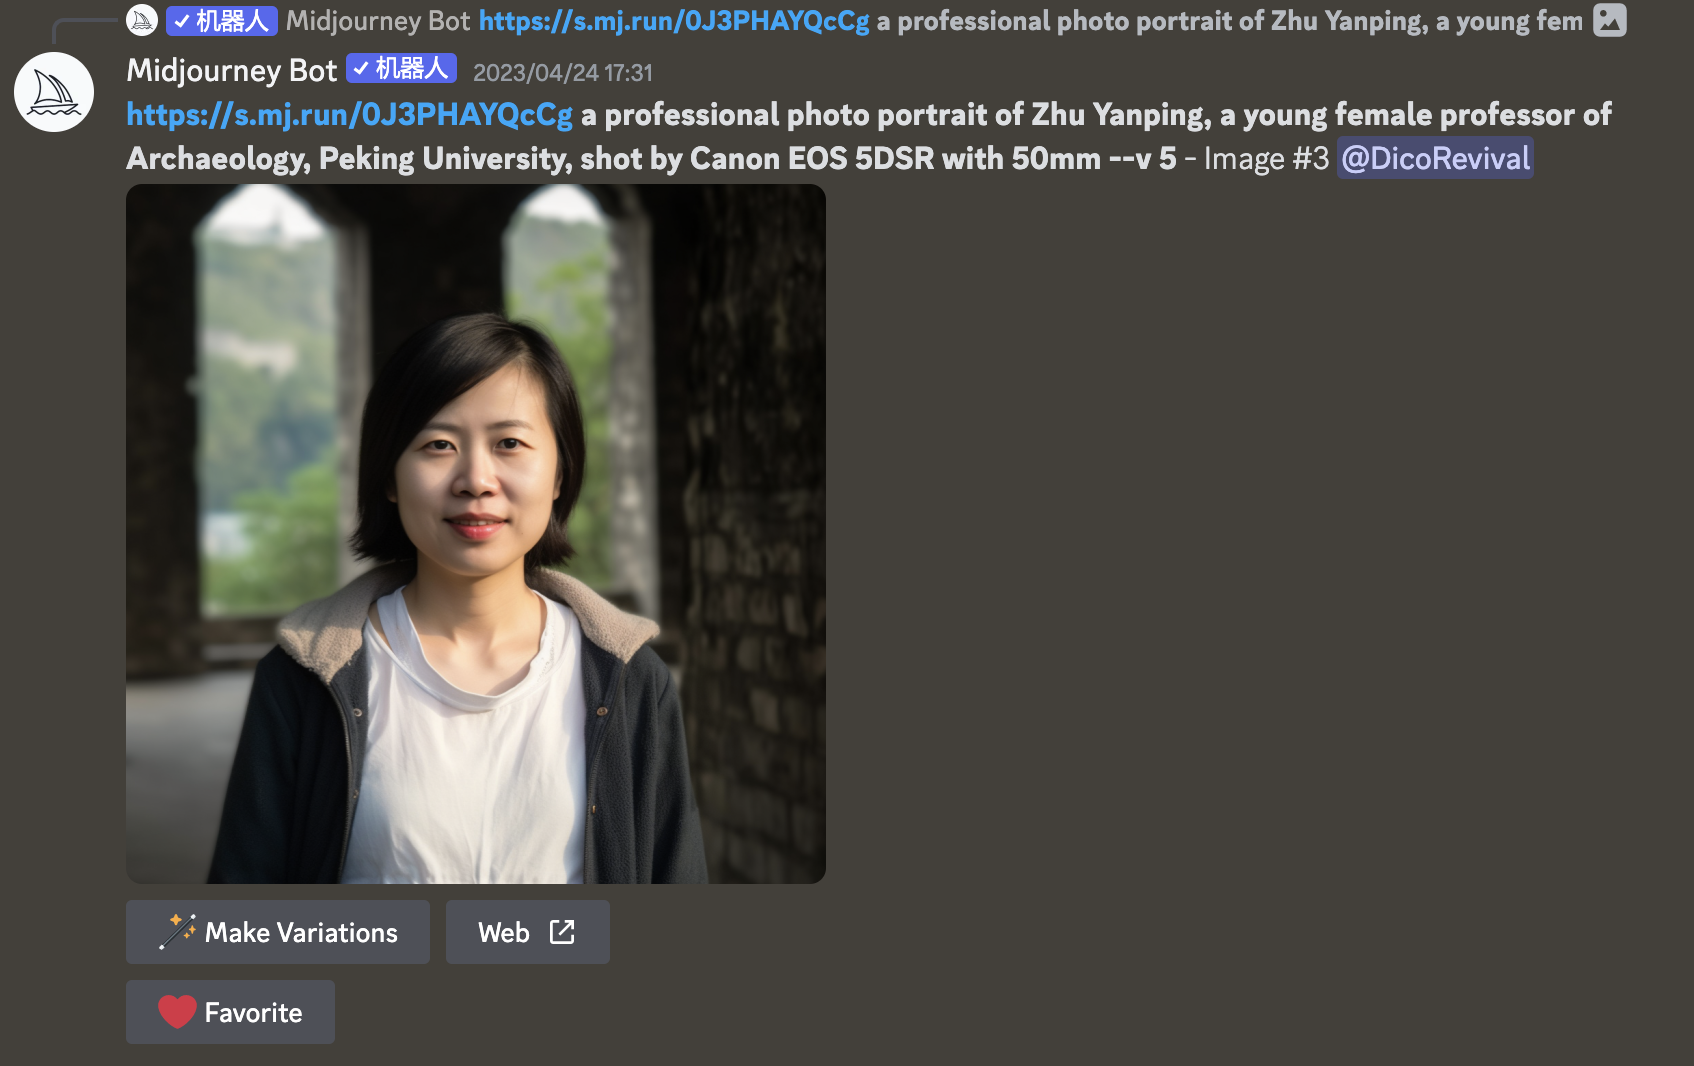 机器人 Midjourney Bot https://s.mj.run/0J3PHAYQcCg a professional photo portrait of Zhu Yanping, a young fem
Midjourney Bot 机器人 2023/04/24 17:31
https://s.mj.run/0J3PHAYQcCg a professional photo portrait of Zhu Yanping, a young female professor of
Archaeology, Peking University, shot by Canon EOS 5DSR with 50mm --v 5 - Image #3 @DicoRevival
Make Variations Web
Favorite